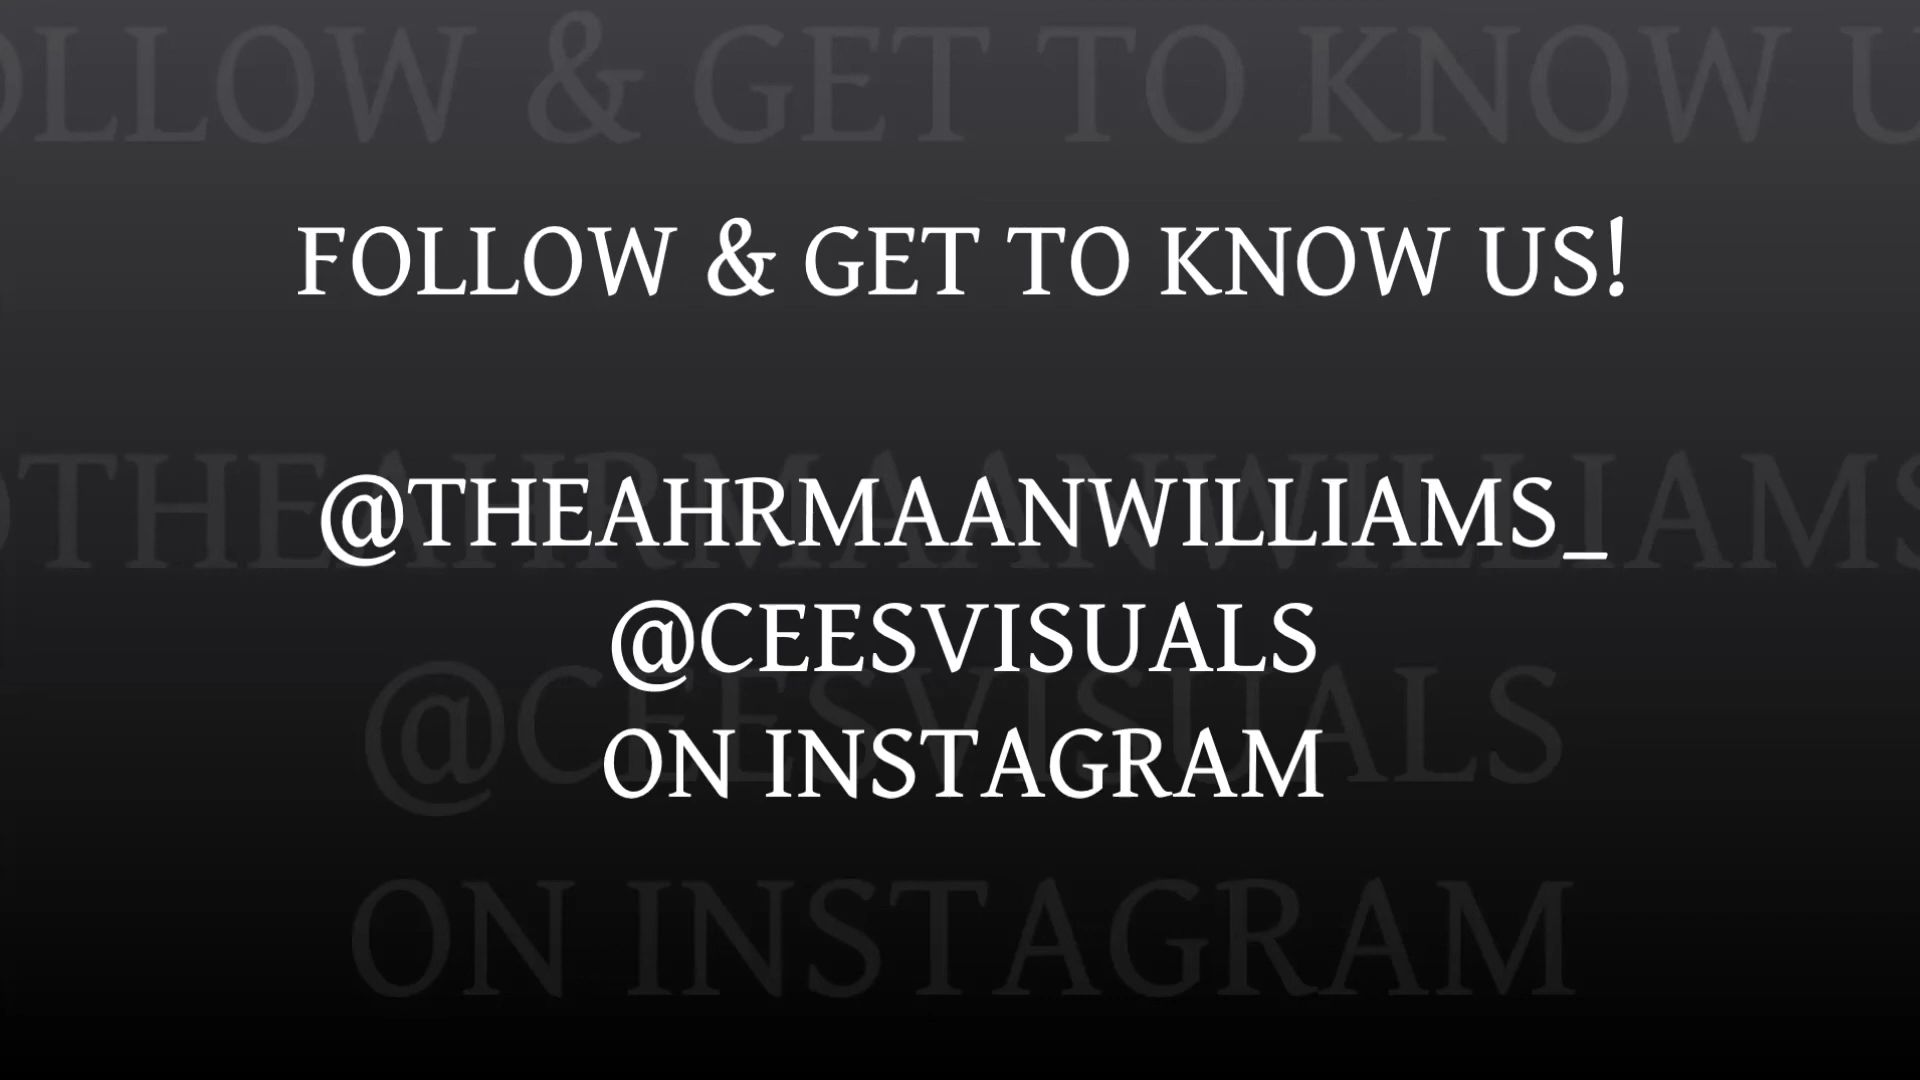 FOLLOW & GET TO KNOW US!
@THEAHRMAANWILLIAMS_
@CEESVISUALS
ON INSTAGRAM